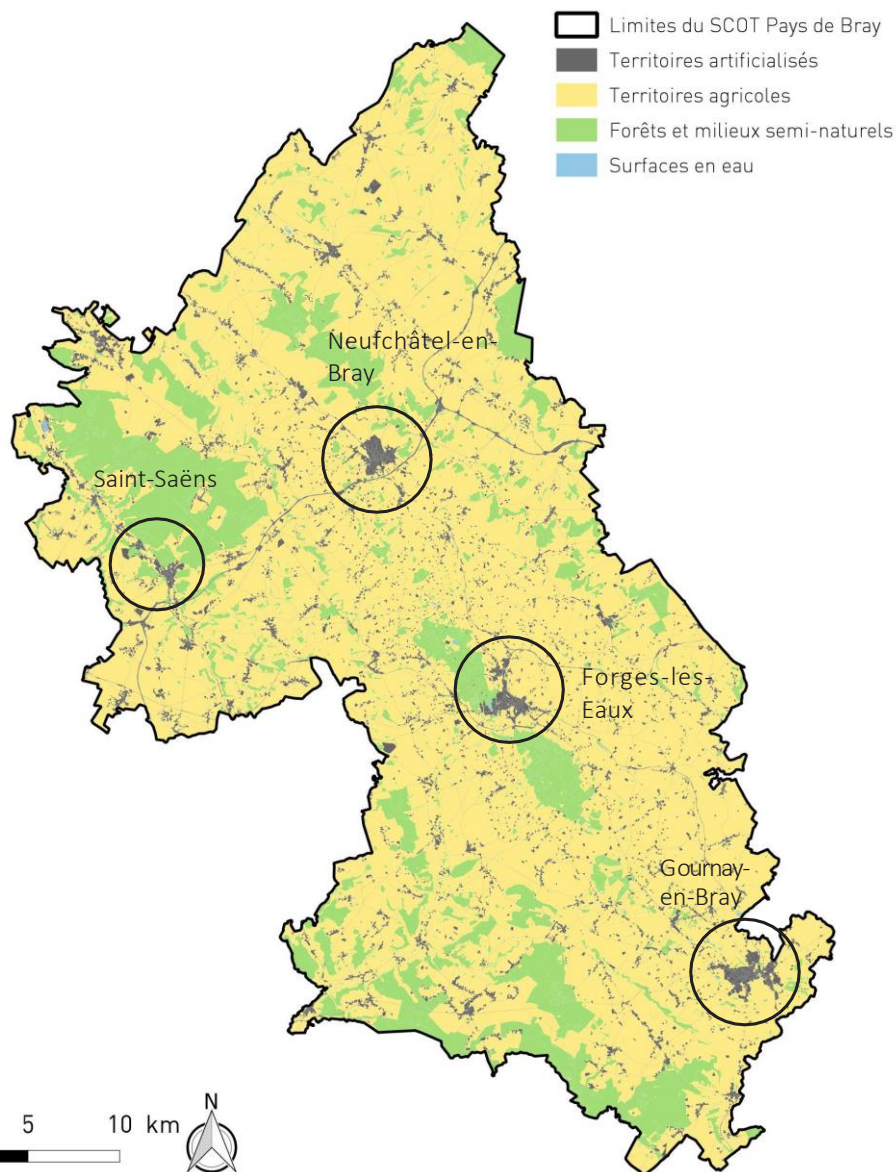 Limites du SCOT Pays de Bray
Territoires artificialisés
Territoires agricoles
Forêts et milieux semi-naturels
Surfaces en eau
Neufchâtel-en-
Bray
Saint-Saëns
Forges-les-
Eaux
Gournay-
en-Bray
5 10 km
N